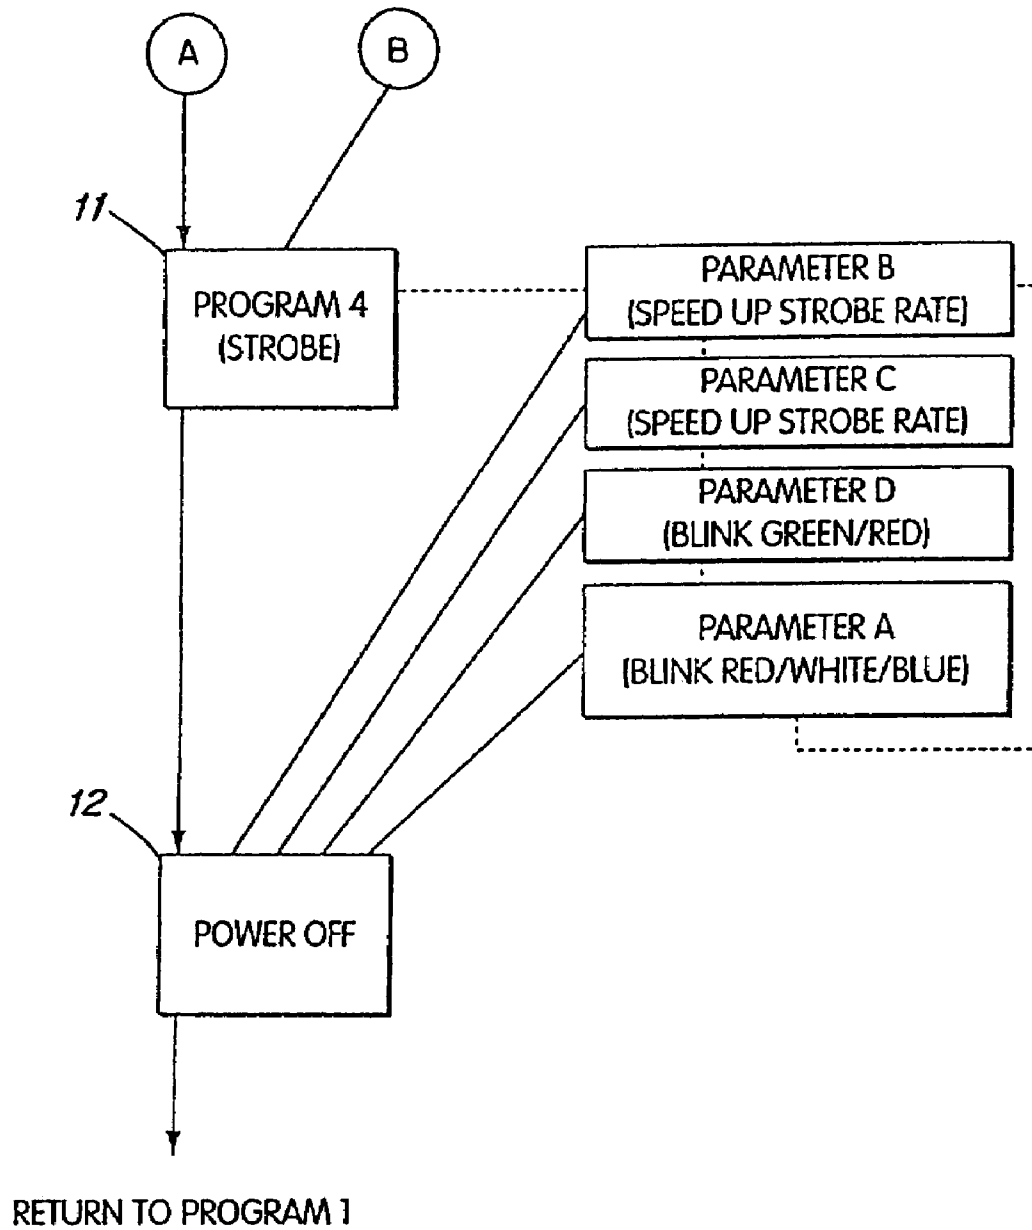 A
B
11
PROGRAM 4
(STROBE)
PARAMETER B
(SPEED UP STROBE RATE)
PARAMETER C
(SPEED UP STROBE RATE)
PARAMETER D
(BLINK GREEN/RED)
PARAMETER A
(BLINK RED/WHITE/BLUE)
12
POWER OFF
RETURN TO PROGRAM 1